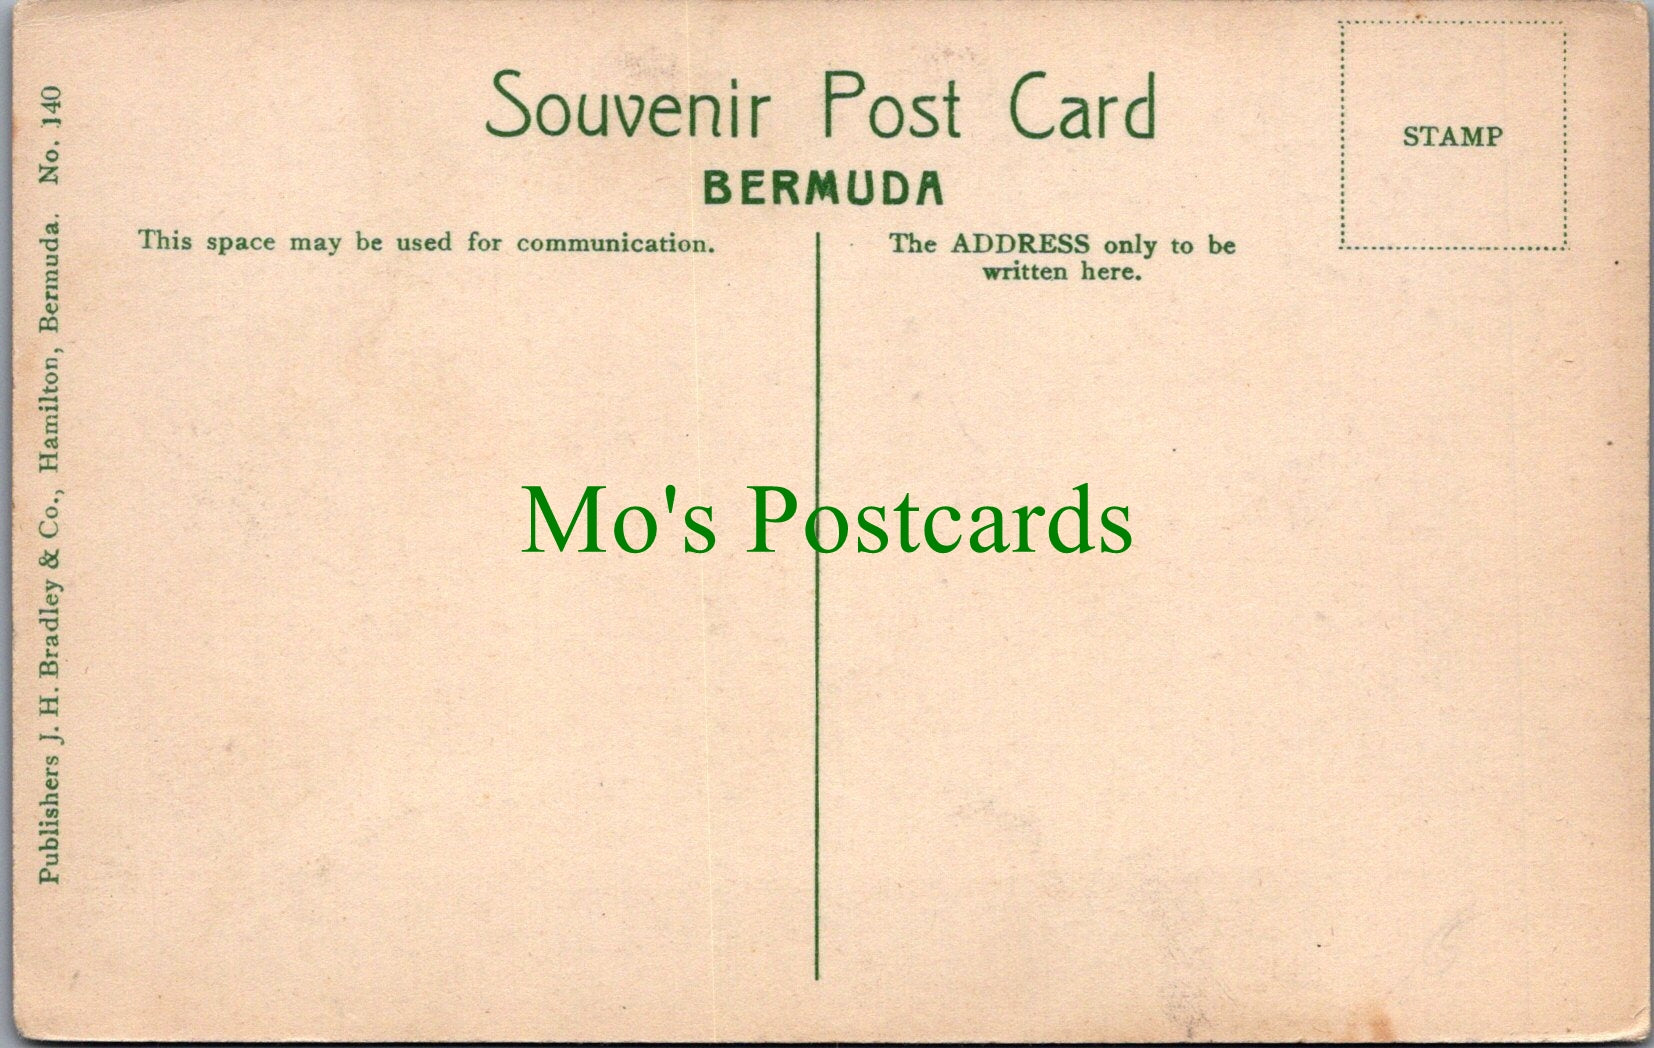 Souvenir Post Card
BERMUDA
STAMP
This space may be used for communication.
The ADDRESS only to be
written here.
Publishers J. H. Bradley & Co., Hamilton, Bermuda. No. 140
Mo's Postcards